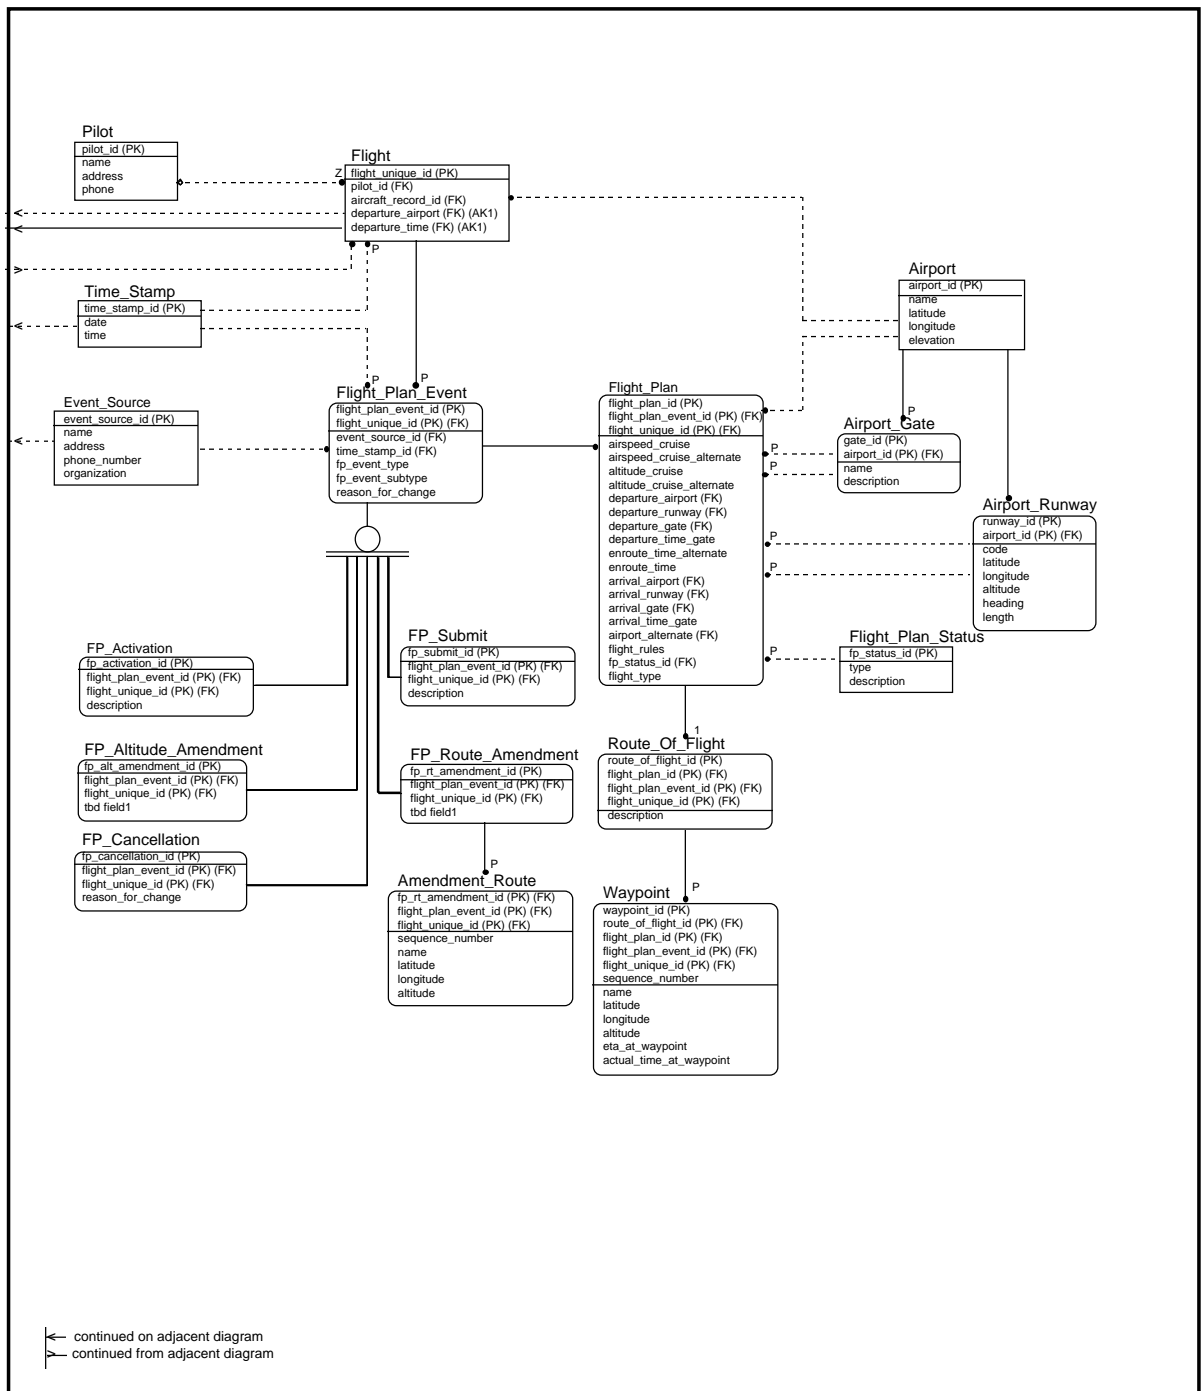 Pilot
pilot_id (PK)
name
address
phone
Flight
Z
flight_unique_id (PK)
pilot_id (FK)
aircraft_record_id (FK)
departure_airport (FK) (AK1)
departure_time (FK) (AK1)
P
Airport
airport_id (PK)
name
latitude
longitude
elevation
Time_Stamp
time_stamp_id (PK)
date
time
P
P
Flight_Plan_Event
flight_plan_event_id (PK)
flight_unique_id (PK) (FK)
event_source_id (FK)
time_stamp_id (FK)
fp_event_type
fp_event_subtype
reason_for_change
Event_Source
event_source_id (PK)
name
address
phone_number
organization
Flight_Plan
flight_plan_id (PK)
flight_plan_event_id (PK) (FK)
flight_unique_id (PK) (FK)
airspeed_cruise
airspeed_cruise_alternate
altitude_cruise
altitude_cruise_alternate
departure_airport (FK)
departure_runway (FK)
departure_gate (FK)
departure_time_gate
enroute_time_alternate
enroute_time
arrival_airport (FK)
arrival_runway (FK)
arrival_gate (FK)
arrival_time_gate
airport_alternate (FK)
flight_rules
fp_status_id (FK)
flight_type
P
P
P
P
P
P
Airport_Gate
gate_id (PK)
airport_id (PK) (FK)
name
description
Airport_Runway
runway_id (PK)
airport_id (PK) (FK)
code
latitude
longitude
altitude
heading
length
Flight_Plan_Status
fp_status_id (PK)
type
description
FP_Activation
fp_activation_id (PK)
flight_plan_event_id (PK) (FK)
flight_unique_id (PK) (FK)
description
FP_Submit
fp_submit_id (PK)
flight_plan_event_id (PK) (FK)
flight_unique_id (PK) (FK)
description
FP_Altitude_Amendment
fp_alt_amendment_id (PK)
flight_plan_event_id (PK) (FK)
flight_unique_id (PK) (FK)
tbd field1
FP_Route_Amendment
fp_rt_amendment_id (PK)
flight_plan_event_id (PK) (FK)
flight_unique_id (PK) (FK)
tbd field1
1
Route_Of_Flight
route_of_flight_id (PK)
flight_plan_id (PK) (FK)
flight_plan_event_id (PK) (FK)
flight_unique_id (PK) (FK)
description
FP_Cancellation
fp_cancellation_id (PK)
flight_plan_event_id (PK) (FK)
flight_unique_id (PK) (FK)
reason_for_change
P
Amendment_Route
fp_rt_amendment_id (PK) (FK)
flight_plan_event_id (PK) (FK)
flight_unique_id (PK) (FK)
sequence_number
name
latitude
longitude
altitude
P
Waypoint
waypoint_id (PK)
route_of_flight_id (PK) (FK)
flight_plan_id (PK) (FK)
flight_plan_event_id (PK) (FK)
flight_unique_id (PK) (FK)
sequence_number
name
latitude
longitude
altitude
eta_at_waypoint
actual_time_at_waypoint
continued on adjacent diagram
continued from adjacent diagram